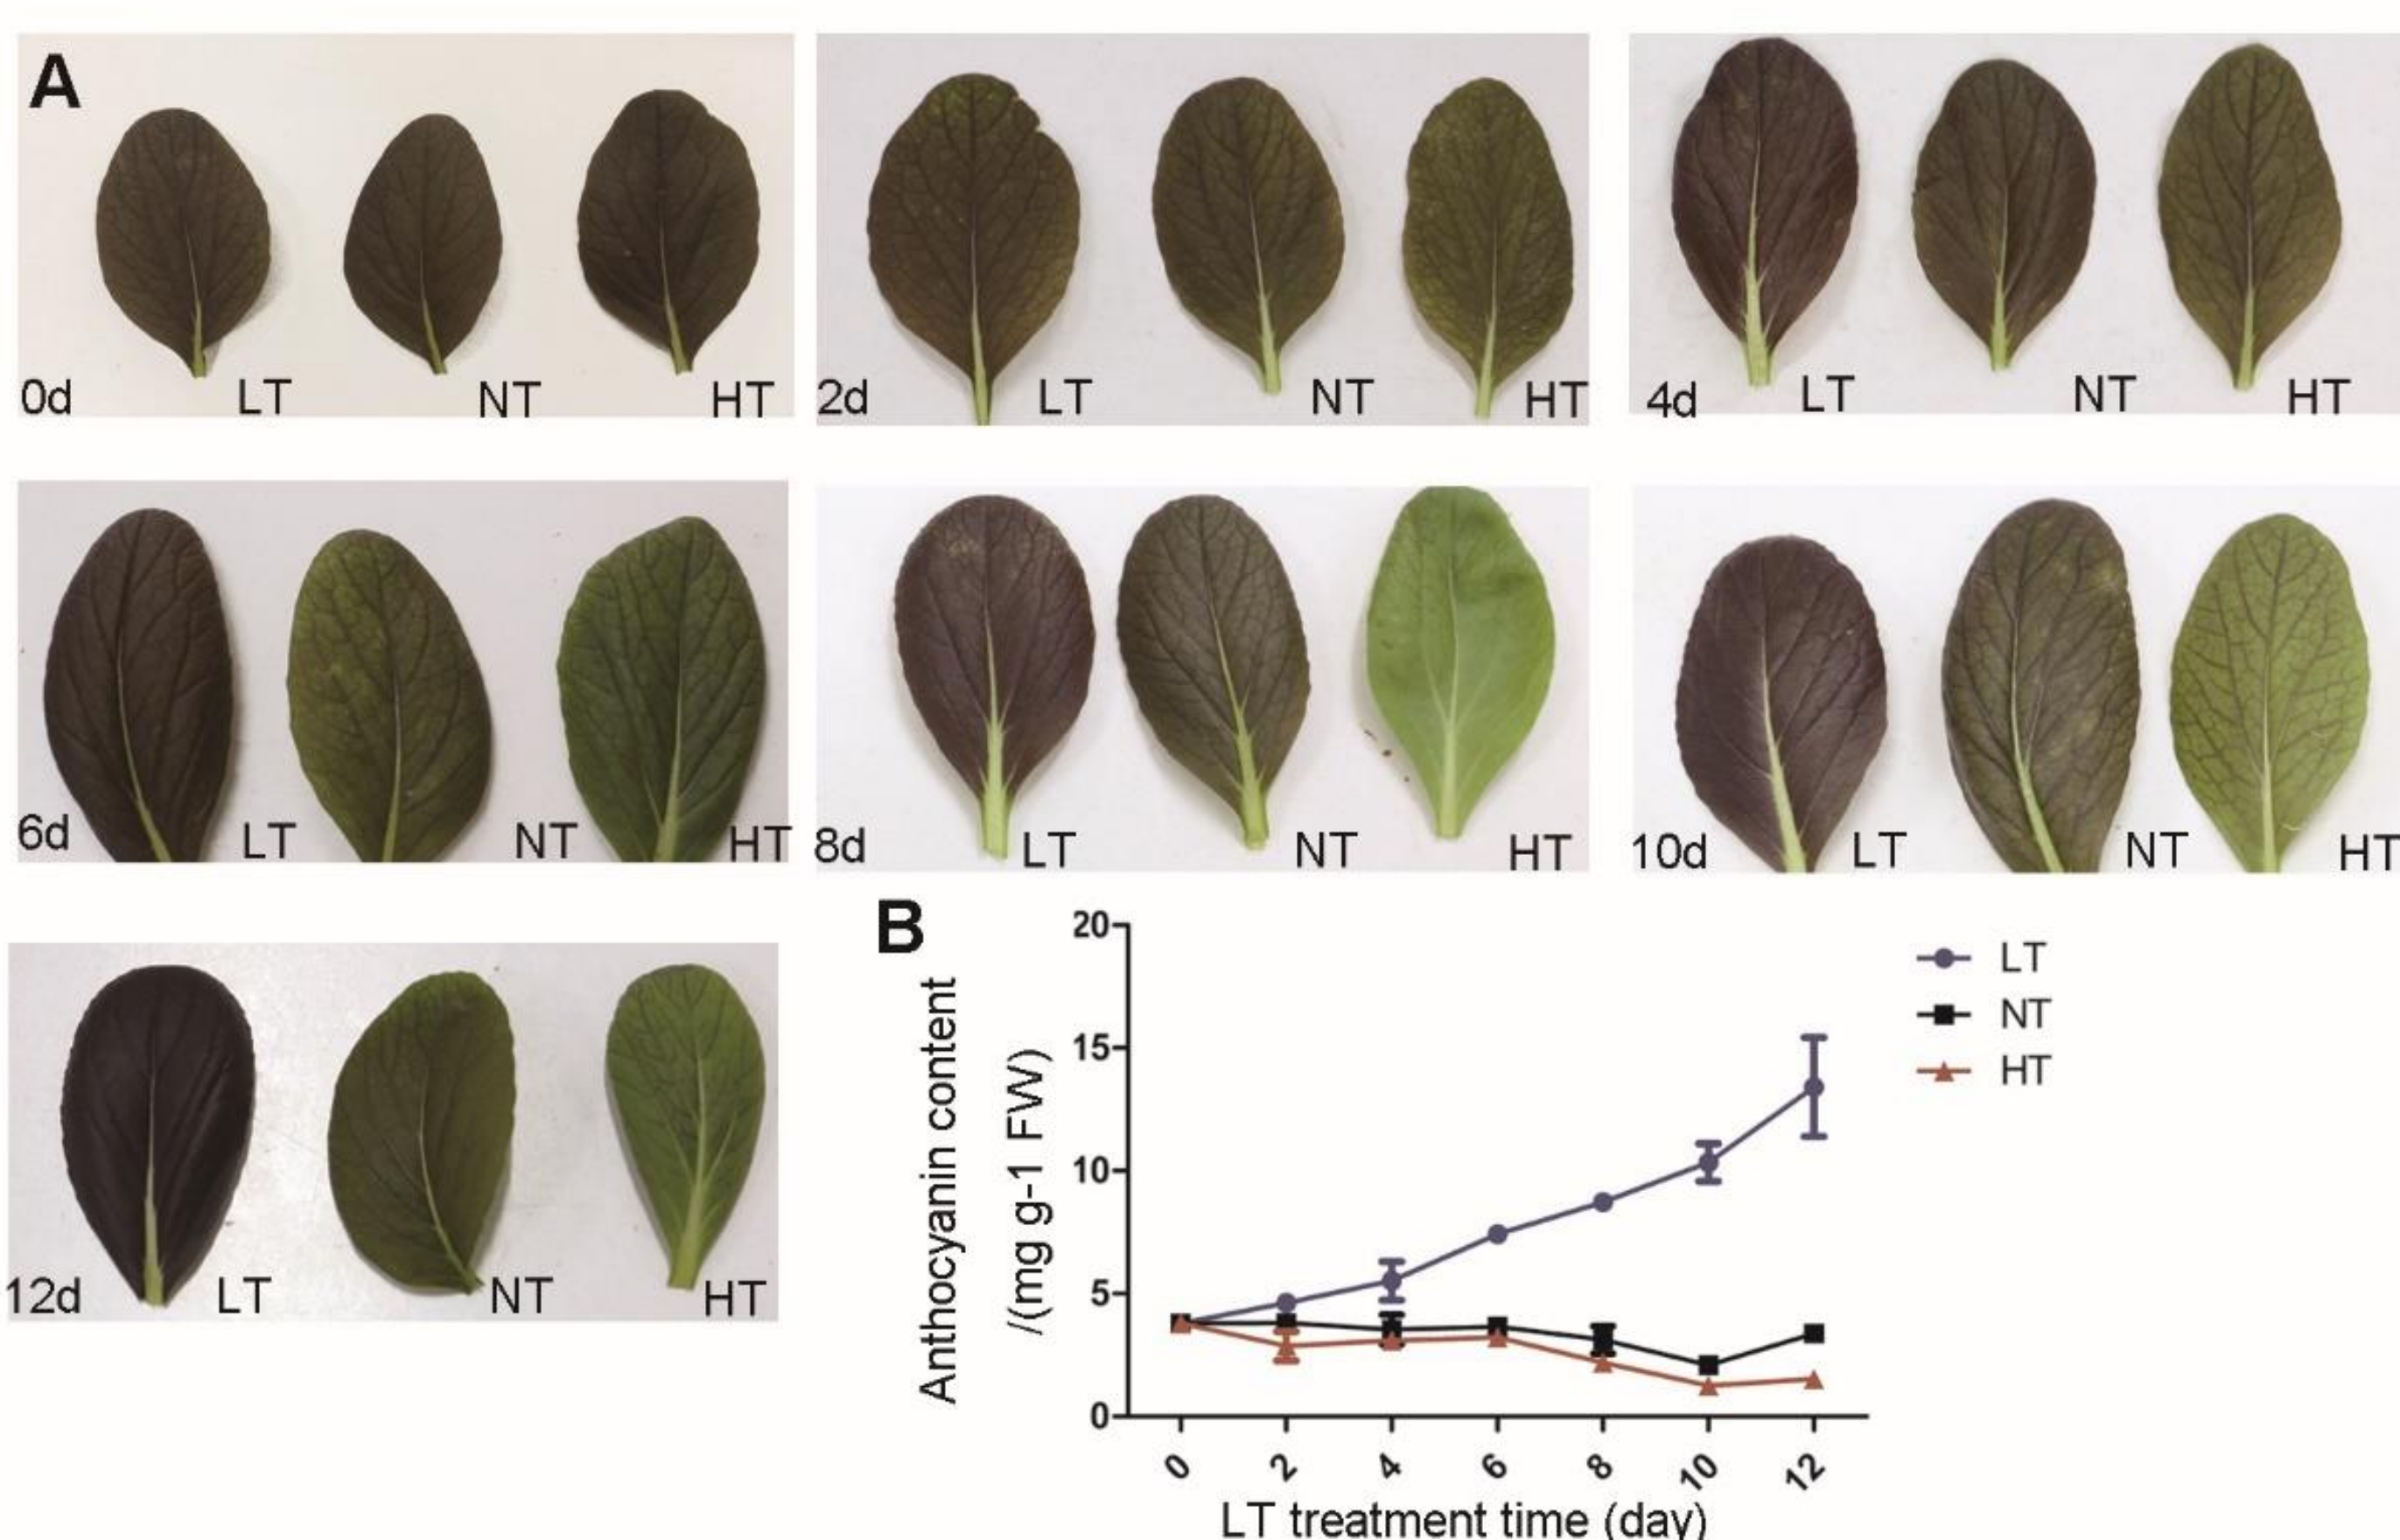 A
0d LT NT HT
2d LT NT HT
4d LT NT HT
6d LT NT HT
8d LT NT HT
10d LT NT HT
12d LT NT HT
B
Anthocyanin content
/(mg g-1 FW)
20
15
10
5
0
0 2 4 6 8 10 12
LT treatment time (day)
LT
NT
HT